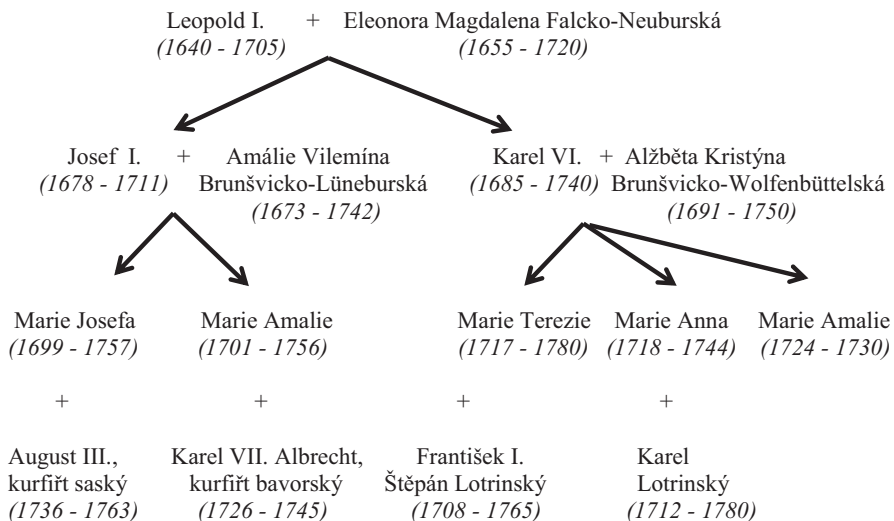 Leopold I. + Eleonora Magdalena Falcko-Neuburská
(1640 - 1705) (1655 - 1720)
Josef I. + Amálie Vilemína Karel VI. + Alžběta Kristýna
(1678 - 1711) Brunšvicko-Lüneburská (1685 - 1740) Brunšvicko-Wolfenbüttelská
(1673 - 1742) (1691 - 1750)
Marie Josefa Marie Amalie Marie Terezie Marie Anna Marie Amalie
(1699 - 1757) (1701 - 1756) (1717 - 1780) (1718 - 1744) (1724 - 1730)
+ + + +
August III., Karel VII. Albrecht, František I. Karel
kurfiřt saský kurfiřt bavorský Štěpán Lotrinský Lotrinský
(1736 - 1763) (1726 - 1745) (1708 - 1765) (1712 - 1780)